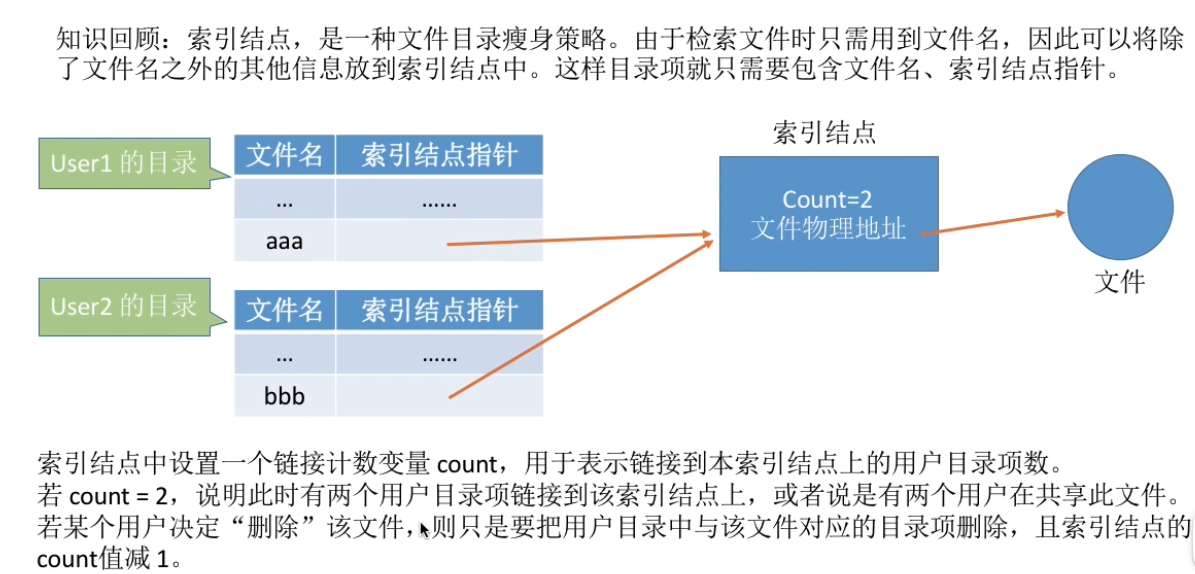 知识回顾：索引结点，是一种文件目录瘦身策略。由于检索文件时只需用到文件名，因此可以将除
了文件名之外的其他信息放到索引结点中。这样目录项就只需要包含文件名、索引结点指针。
索引结点
User1 的目录
文件名 索引结点指针
... ......
aaa
Count=2
文件物理地址
文件
User2 的目录
文件名 索引结点指针
... ......
bbb
索引结点中设置一个链接计数变量 count，用于表示链接到本索引结点上的用户目录项数。
若 count = 2，说明此时有两个用户目录项链接到该索引结点上，或者说是有两个用户在共享此文件。
若某个用户决定“删除”该文件，则只是要把用户目录中与该文件对应的目录项删除，且索引结点的
count值减 1。